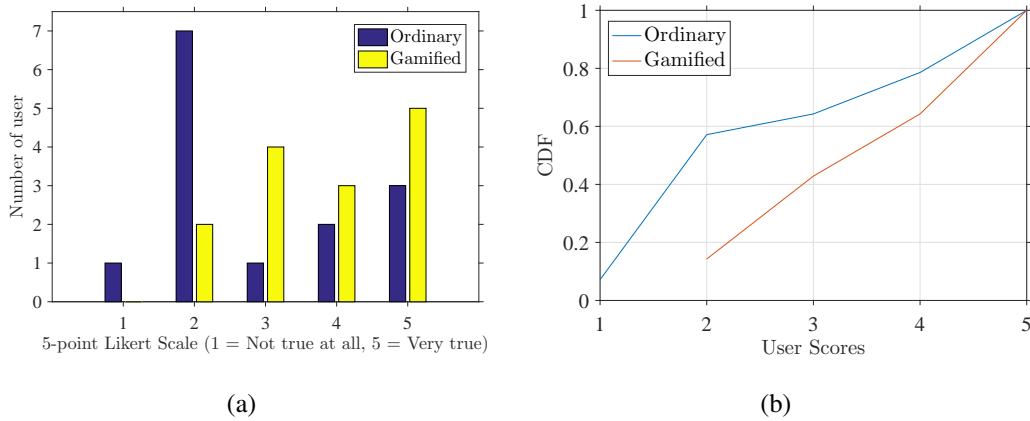 7
6
5
4
3
2
1
0
Number of user
Ordinary
Gamified
1 2 3 4 5
5-point Likert Scale (1 = Not true at all, 5 = Very true)
(a)
1
0.8
0.6
0.4
0.2
0
CDF
Ordinary
Gamified
1 2 3 4 5
User Scores
(b)